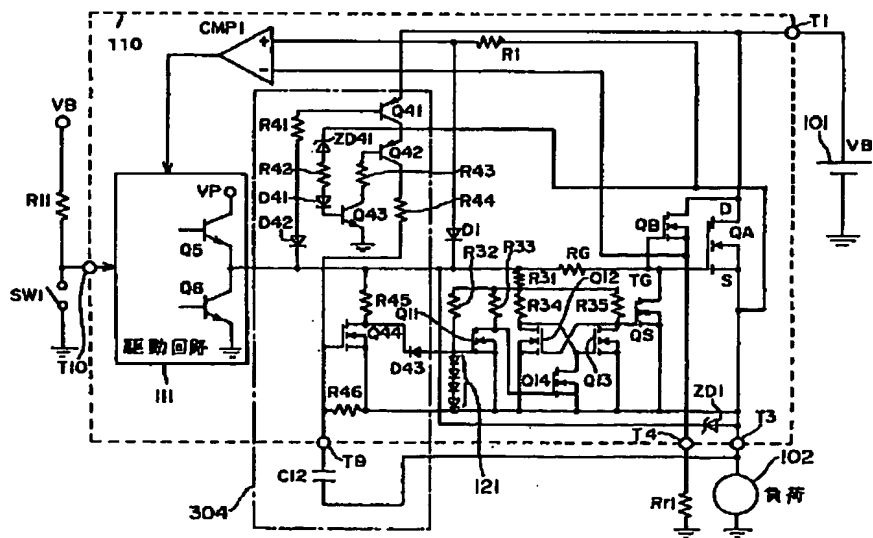 110
CMP1
R1
T1
VB
R11
SW1
T10
VP
Q5
Q6
駆動回路
111
R41
Q41
ZD41
Q42
R42
R43
D41
Q43
R44
D42
D1
R32
R33
RG
R31
Q12
TG
QB
QA
D
S
101
VB
R45
Q11
R34
R35
QS
Q44
D43
Q14
Q13
R46
ZD1
T4
T3
T9
C12
304
121
Rr1
102
負荷